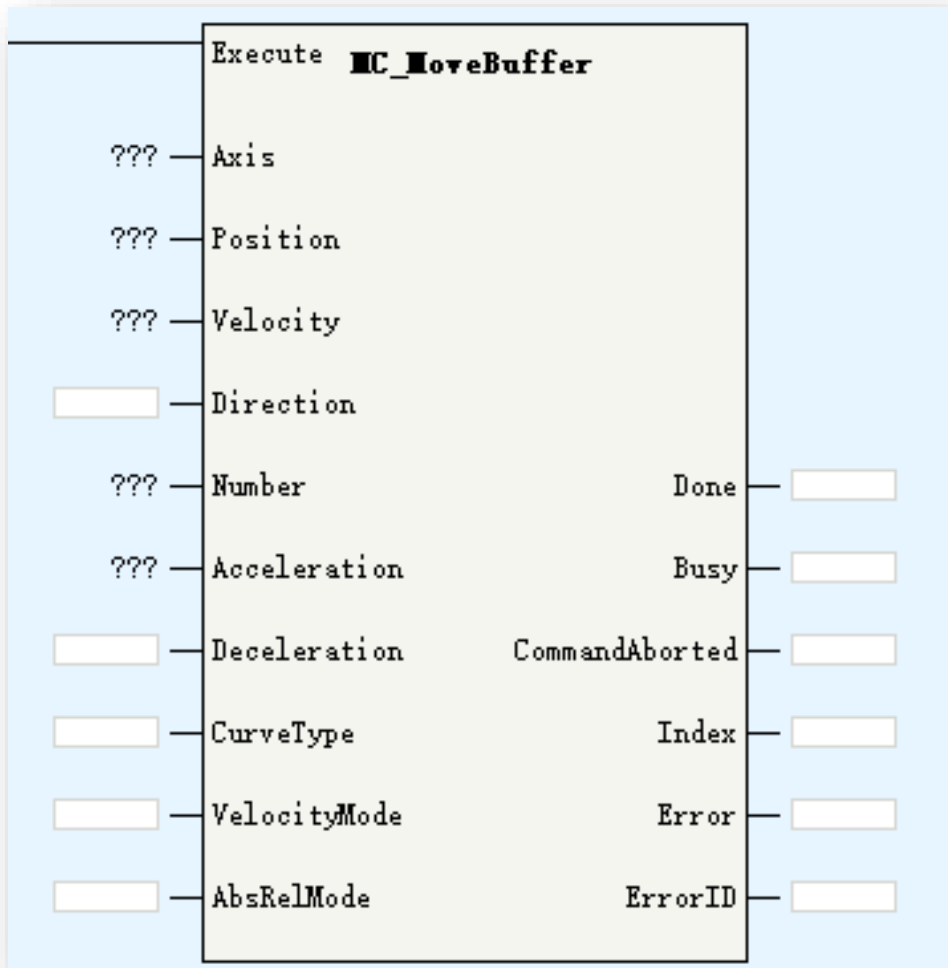 Execute
MC_MoveBuffer
??? Axis
??? Position
??? Velocity
Direction
??? Number Done
??? Acceleration Busy
Deceleration CommandAborted
CurveType Index
VelocityMode Error
AbsRelMode ErrorID